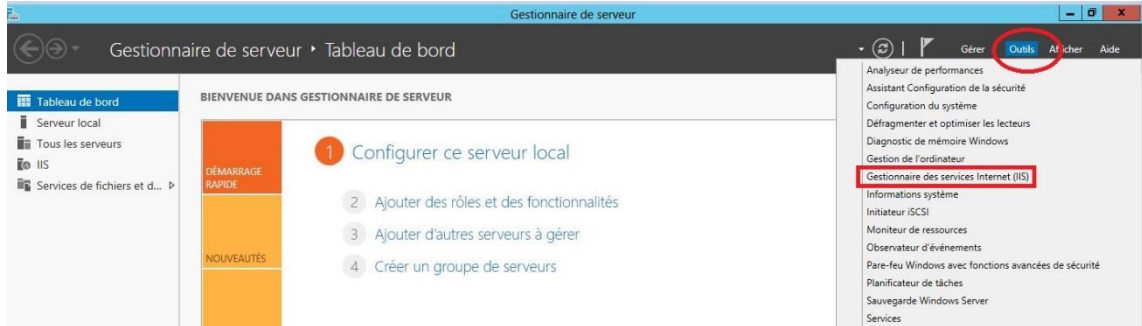 Gestionnaire de serveur
Gestionnaire de serveur ‣ Tableau de bord
Gérer Outils Afficher Aide
Tableau de bord
Serveur local
Tous les serveurs
IIS
Services de fichiers et d...
BIENVENUE DANS GESTIONNAIRE DE SERVEUR
DÉMARRAGE
RAPIDE
NOUVEAUTÉS
1 Configurer ce serveur local
2 Ajouter des rôles et des fonctionnalités
3 Ajouter d'autres serveurs à gérer
4 Créer un groupe de serveurs
Analyseur de performances
Assistant Configuration de la sécurité
Configuration du système
Défragmenter et optimiser les lecteurs
Diagnostic de mémoire Windows
Gestion de l'ordinateur
Gestionnaire des services Internet (IIS)
Informations système
Initiateur iSCSI
Moniteur de ressources
Observateur d'événements
Pare-feu Windows avec fonctions avancées de sécurité
Planificateur de tâches
Sauvegarde Windows Server
Services